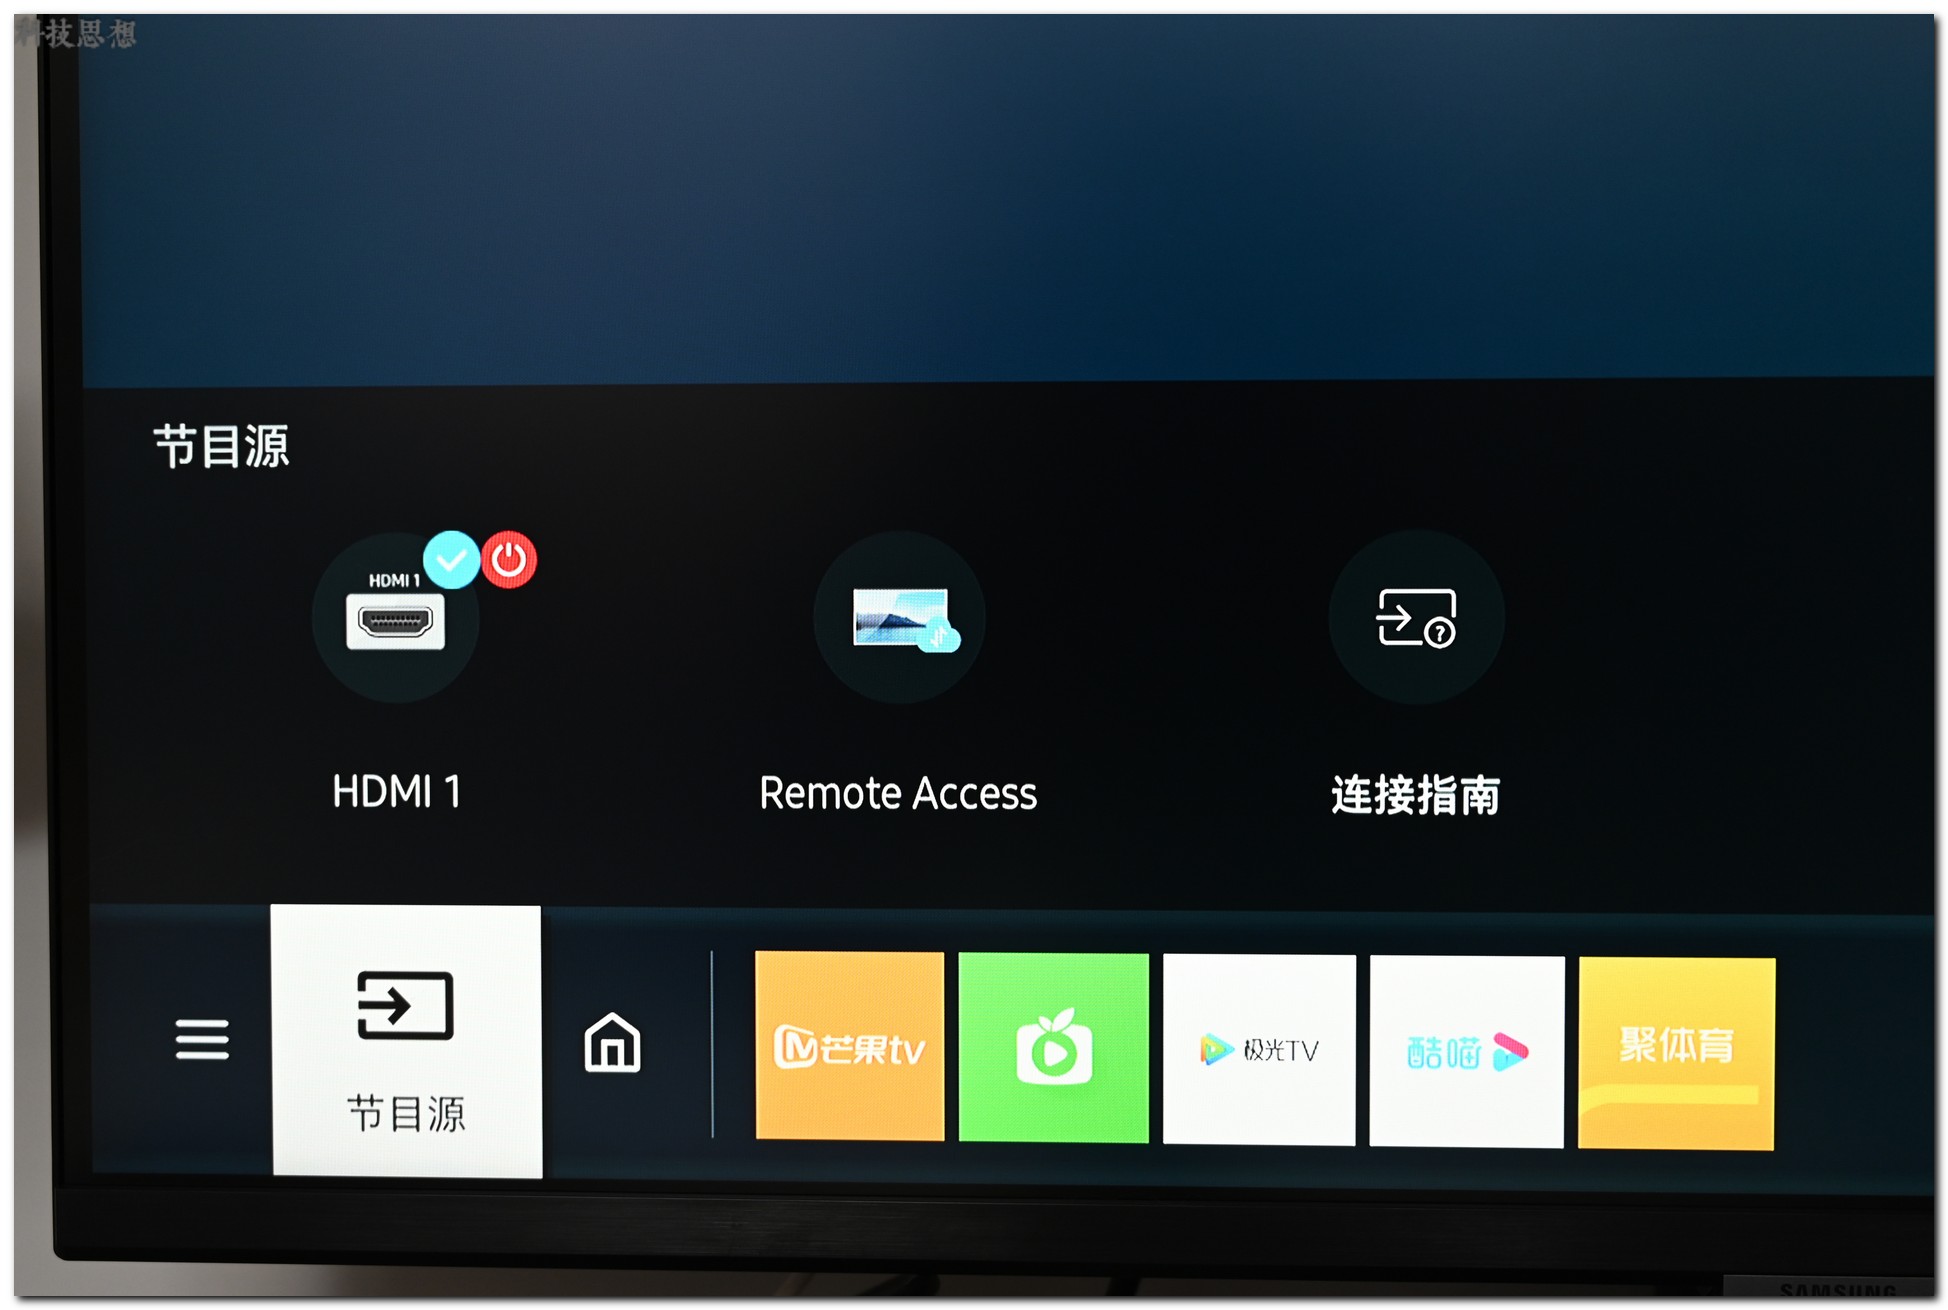 科技思想
节目源
HDMI 1
HDMI 1
Remote Access
连接指南
?
节目源
芒果tv
极光TV
酷喵
聚体育
SAMSUNG